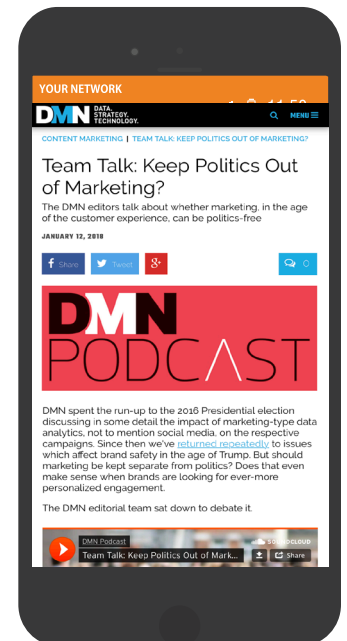 YOUR NETWORK
DMN DATA.
STRATEGY.
TECHNOLOGY.
MENU
CONTENT MARKETING | TEAM TALK: KEEP POLITICS OUT OF MARKETING?
Team Talk: Keep Politics Out
of Marketing?
The DMN editors talk about whether marketing, in the age
of the customer experience, can be politics-free
JANUARY 12, 2018
f Share
Tweet
g+
0
DMN
PODCAST
DMN spent the run-up to the 2016 Presidential election
discussing in some detail the impact of marketing-type data
analytics, not to mention social media, on the respective
campaigns. Since then we've returned repeatedly to issues
which affect brand safety in the age of Trump. But should
marketing be kept separate from politics? Does that even
make sense when brands are looking for ever-more
personalized engagement.
The DMN editorial team sat down to debate it.
DMN Podcast
SOUNDCLOUD
Team Talk: Keep Politics Out of Mark...
Share